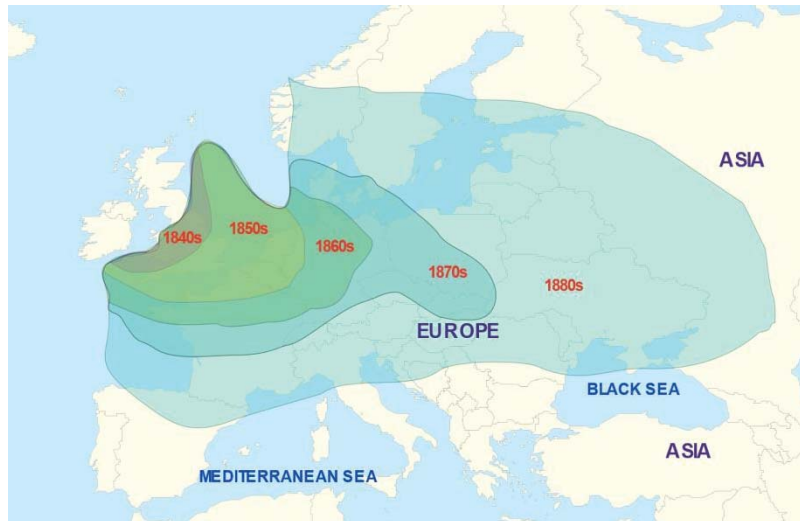 ASIA
1840s
1850s
1860s
1870s
1880s
EUROPE
BLACK SEA
ASIA
MEDITERRANEAN SEA